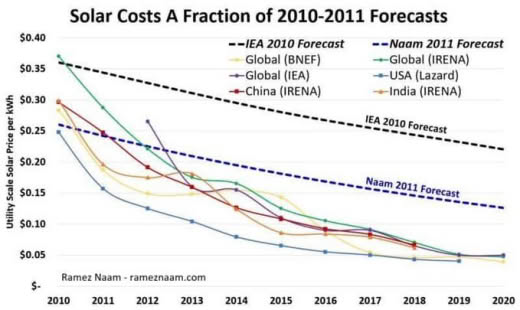 Solar Costs A Fraction of 2010-2011 Forecasts
IEA 2010 Forecast
Naam 2011 Forecast
Global (BNEF)
Global (IRENA)
Global (IEA)
USA (Lazard)
China (IRENA)
India (IRENA)
Utility Scale Solar Price per kWh
$0.40
$0.35
$0.30
$0.25
$0.20
$0.15
$0.10
$0.05
$-
IEA 2010 Forecast
Naam 2011 Forecast
Ramez Naam - rameznaam.com
2010 2011 2012 2013 2014 2015 2016 2017 2018 2019 2020